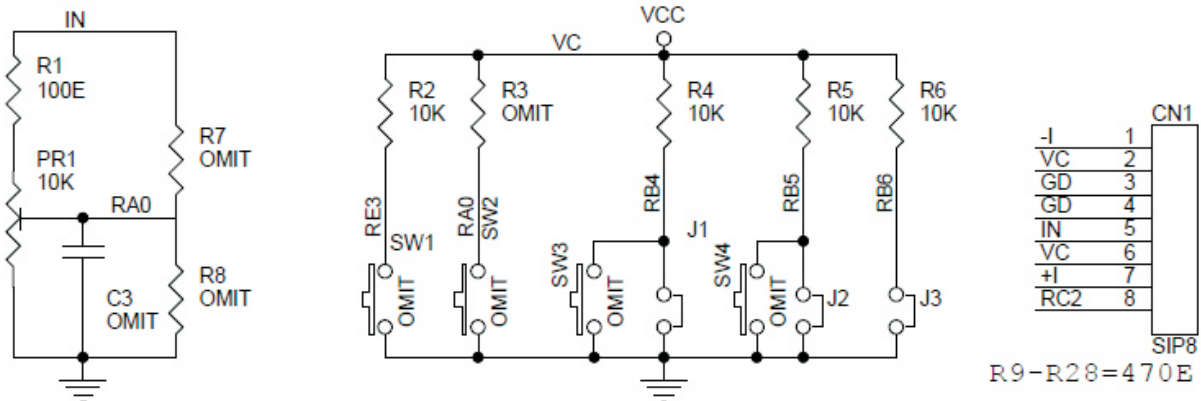 IN
R1
100E
R7
OMIT
PR1
10K
RA0
R8
OMIT
C3
OMIT
VCC
VC
R2
10K
R3
OMIT
R4
10K
R5
10K
R6
10K
RE3
RA0
SW2
RB4
RB5
RB6
SW1
OMIT
OMIT
SW3
OMIT
J1
SW4
OMIT
J2
J3
CN1
-I 1
VC 2
GD 3
GD 4
IN 5
VC 6
+I 7
RC2 8
SIP8
R9-R28=470E